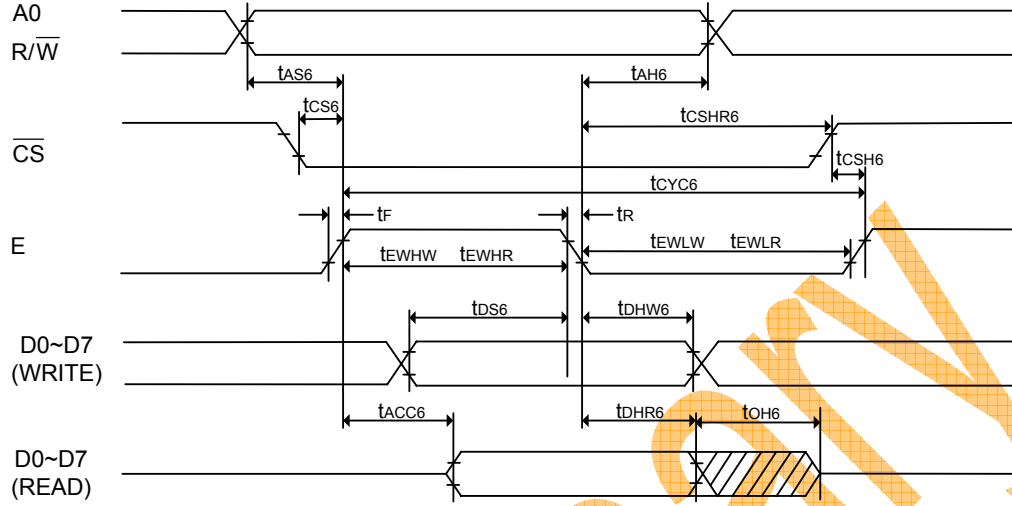 A0
R/W
tAS6 tAH6
tCS6 tCSHR6
CS
tCSH6
tCYC6
tF tR
E
tEWHW tEWHR tEWLW tEWLR
tDS6 tDHW6
D0~D7
(WRITE)
tACC6 tDHR6 tOH6
D0~D7
(READ)